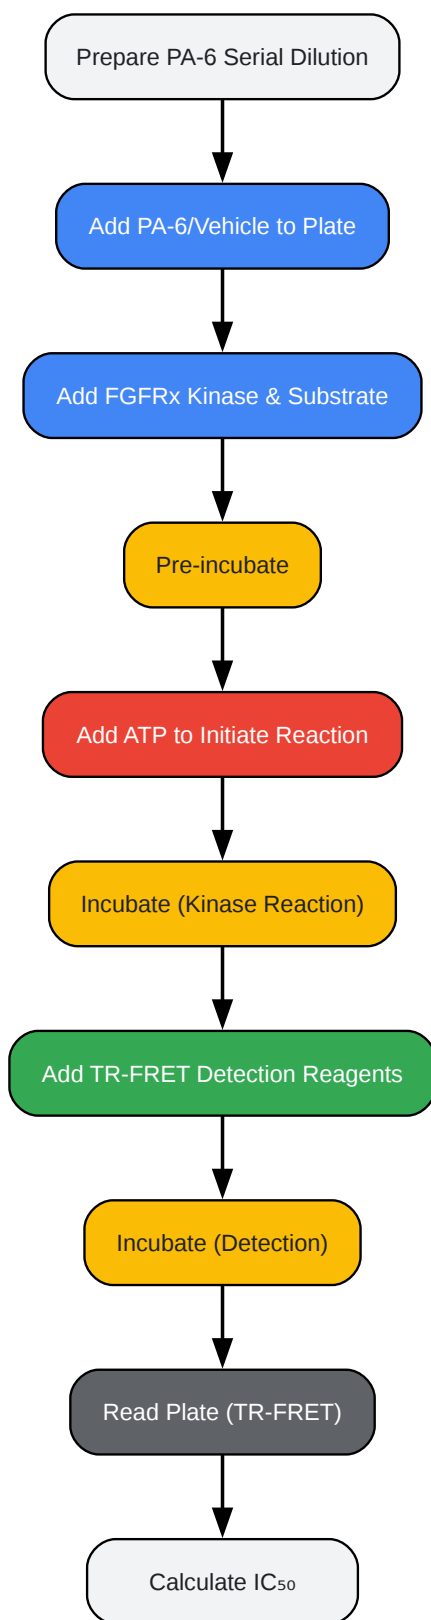 Prepare PA-6 Serial Dilution
Add PA-6/Vehicle to Plate
Add FGFRx Kinase & Substrate
Pre-incubate
Add ATP to Initiate Reaction
Incubate (Kinase Reaction)
Add TR-FRET Detection Reagents
Incubate (Detection)
Read Plate (TR-FRET)
Calculate IC₅₀